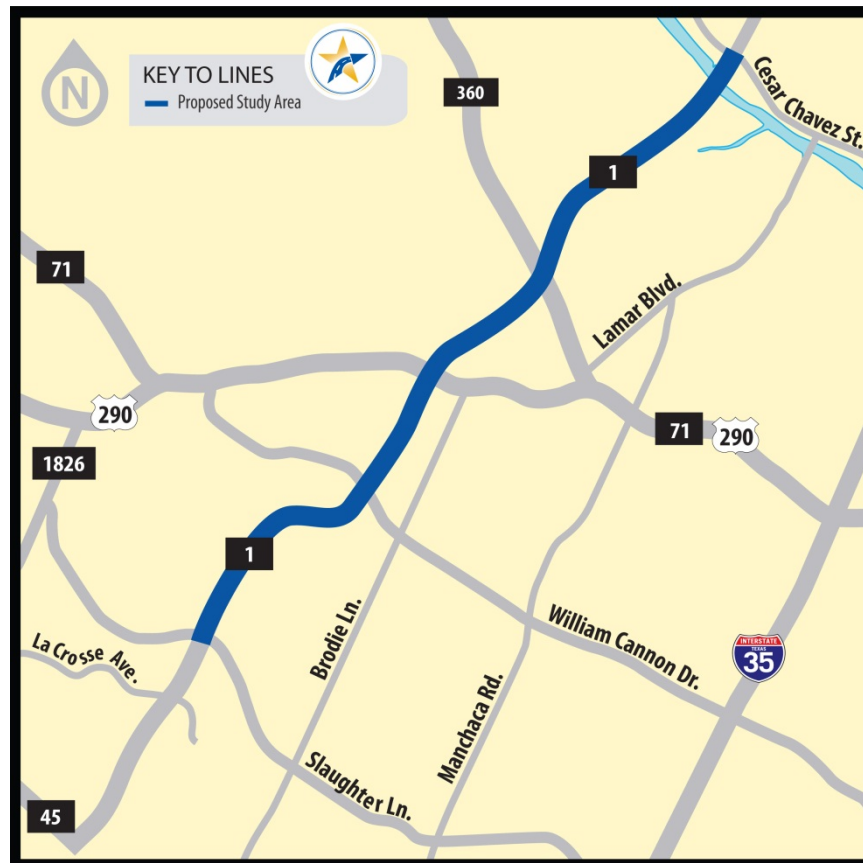 N
KEY TO LINES
Proposed Study Area
360
Cesar Chavez St.
1
71
Lamar Blvd.
290
71
290
1826
1
William Cannon Dr.
Brodie Ln.
INTERSTATE
TEXAS
35
La Crosse Ave.
Manchaca Rd.
Slaughter Ln.
45